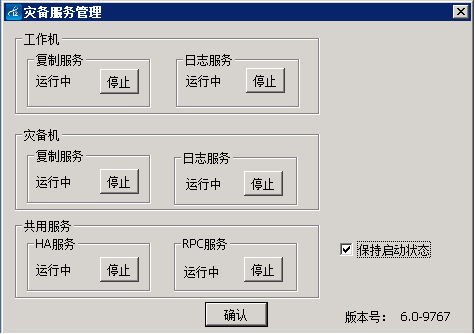 灾备服务管理
工作机
复制服务 日志服务
运行中 停止 运行中 停止
灾备机
复制服务 日志服务
运行中 停止 运行中 停止
共用服务
HA服务 RPC服务
运行中 停止 运行中 停止
保持启动状态
确认
版本号： 6.0-9767